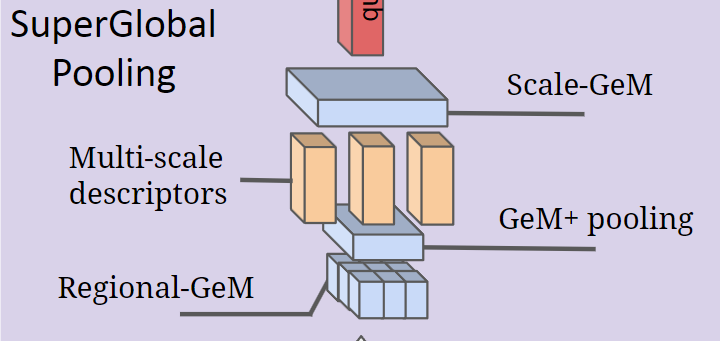 SuperGlobal
Pooling
Scale-GeM
Multi-scale
descriptors
GeM+ pooling
Regional-GeM